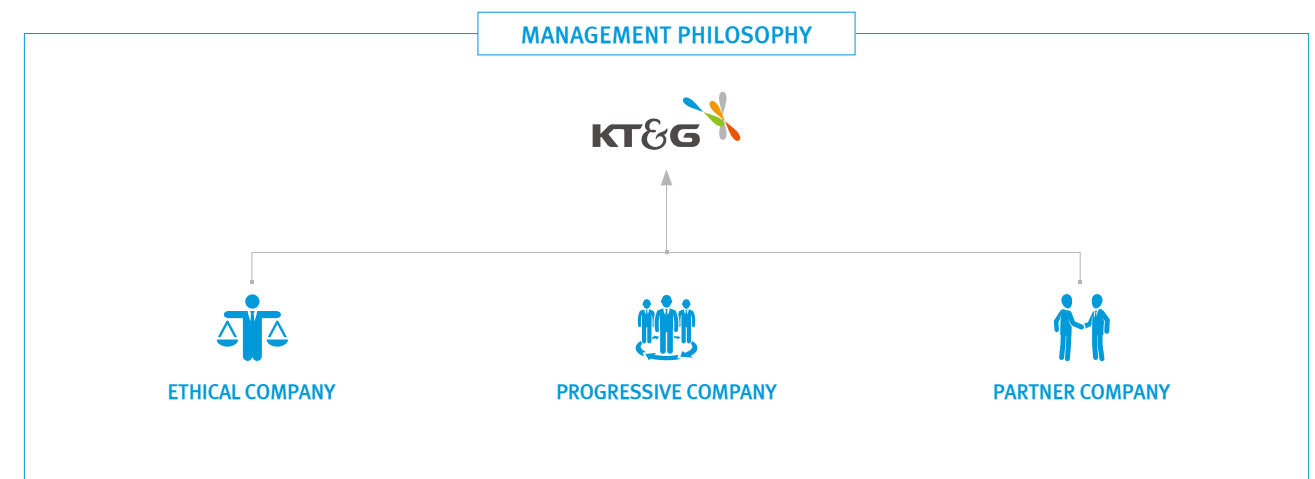 MANAGEMENT PHILOSOPHY
KT&G
ETHICAL COMPANY
PROGRESSIVE COMPANY
PARTNER COMPANY